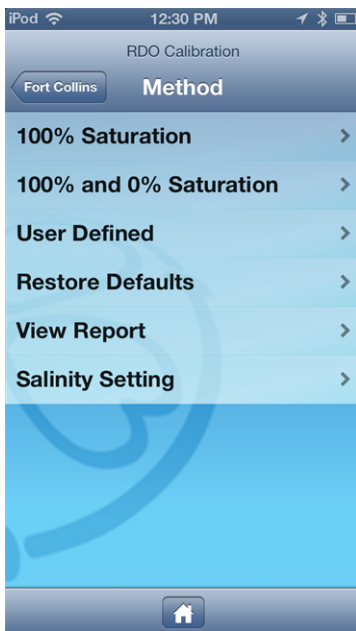 iPod 12:30 PM
RDO Calibration
Fort Collins Method
100% Saturation
100% and 0% Saturation
User Defined
Restore Defaults
View Report
Salinity Setting